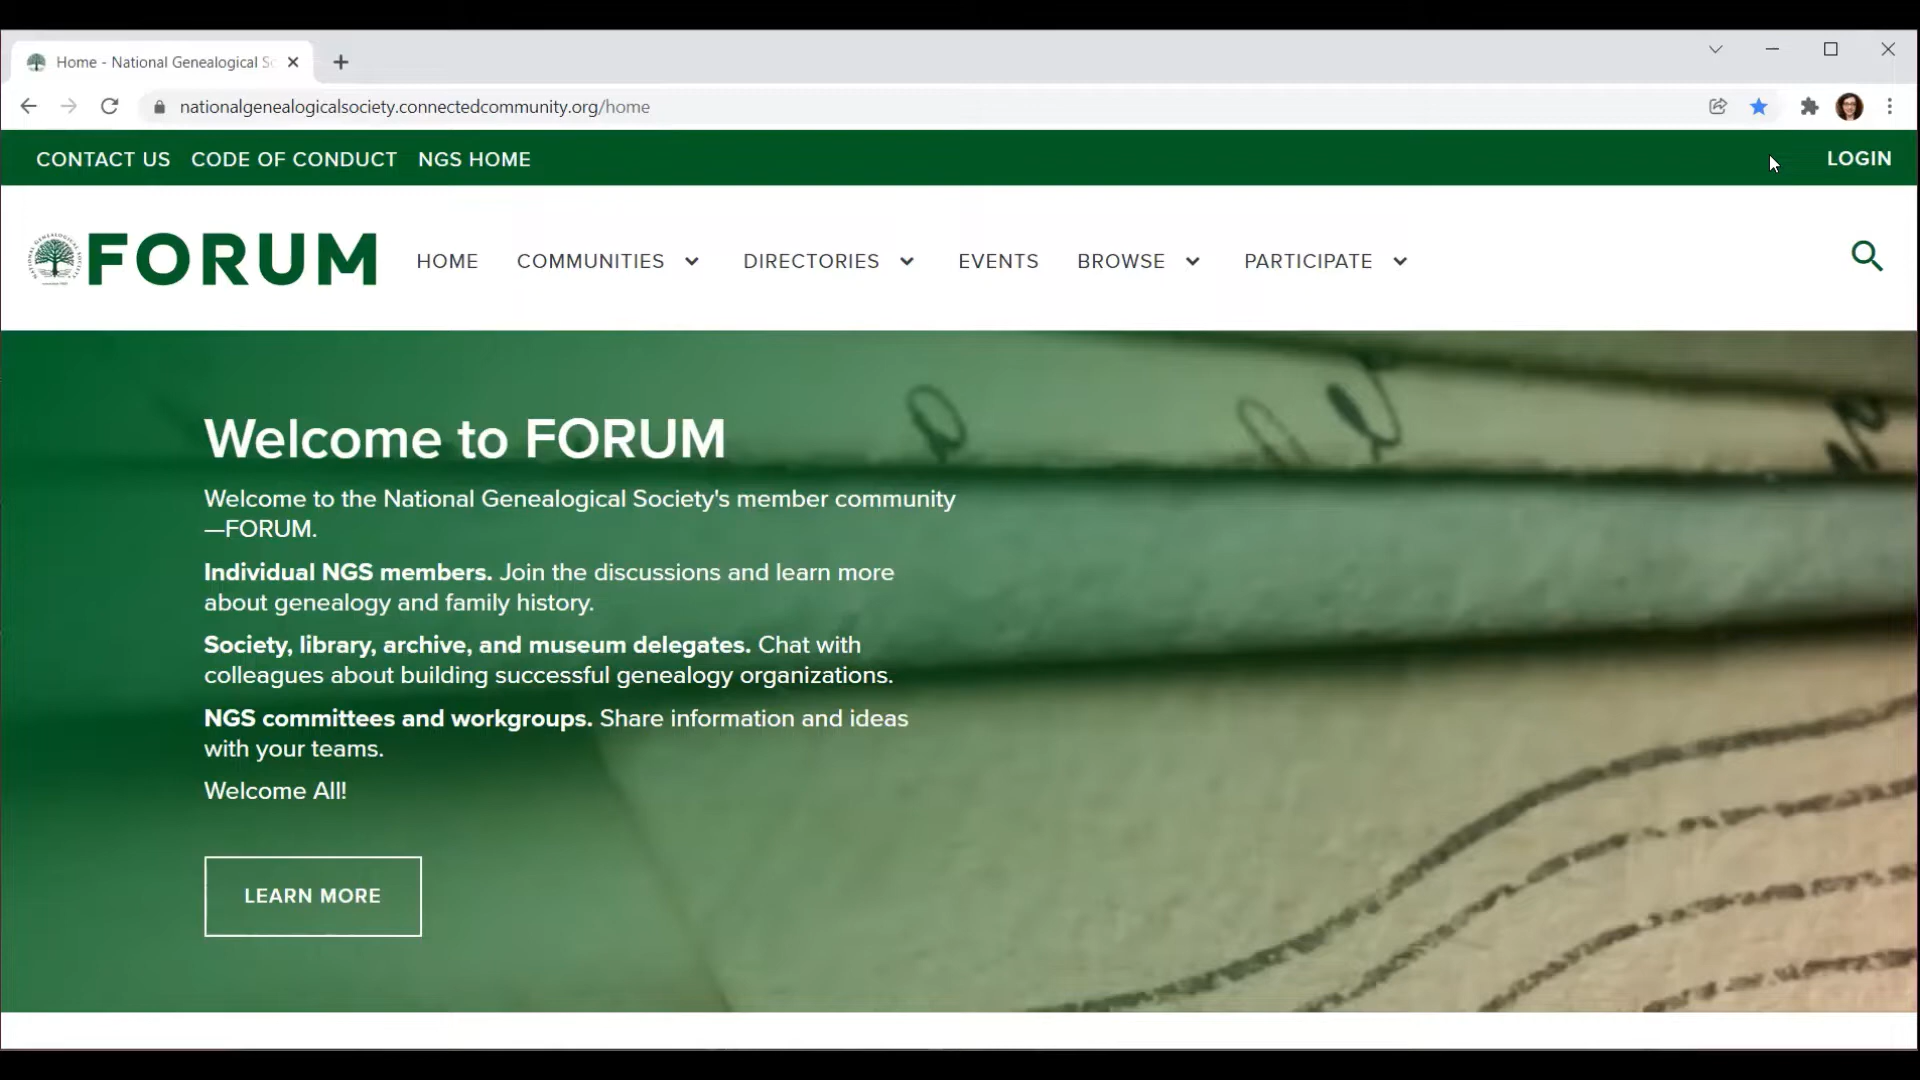 Home - National Genealogical S
nationalgenealogicalsociety.connectedcommunity.org/home
CONTACT US CODE OF CONDUCT NGS HOME LOGIN
FORUM HOME COMMUNITIES DIRECTORIES EVENTS BROWSE PARTICIPATE
Welcome to FORUM
Welcome to the National Genealogical Society's member community
—FORUM.
Individual NGS members. Join the discussions and learn more
about genealogy and family history.
Society, library, archive, and museum delegates. Chat with
colleagues about building successful genealogy organizations.
NGS committees and workgroups. Share information and ideas
with your teams.
Welcome All!
LEARN MORE